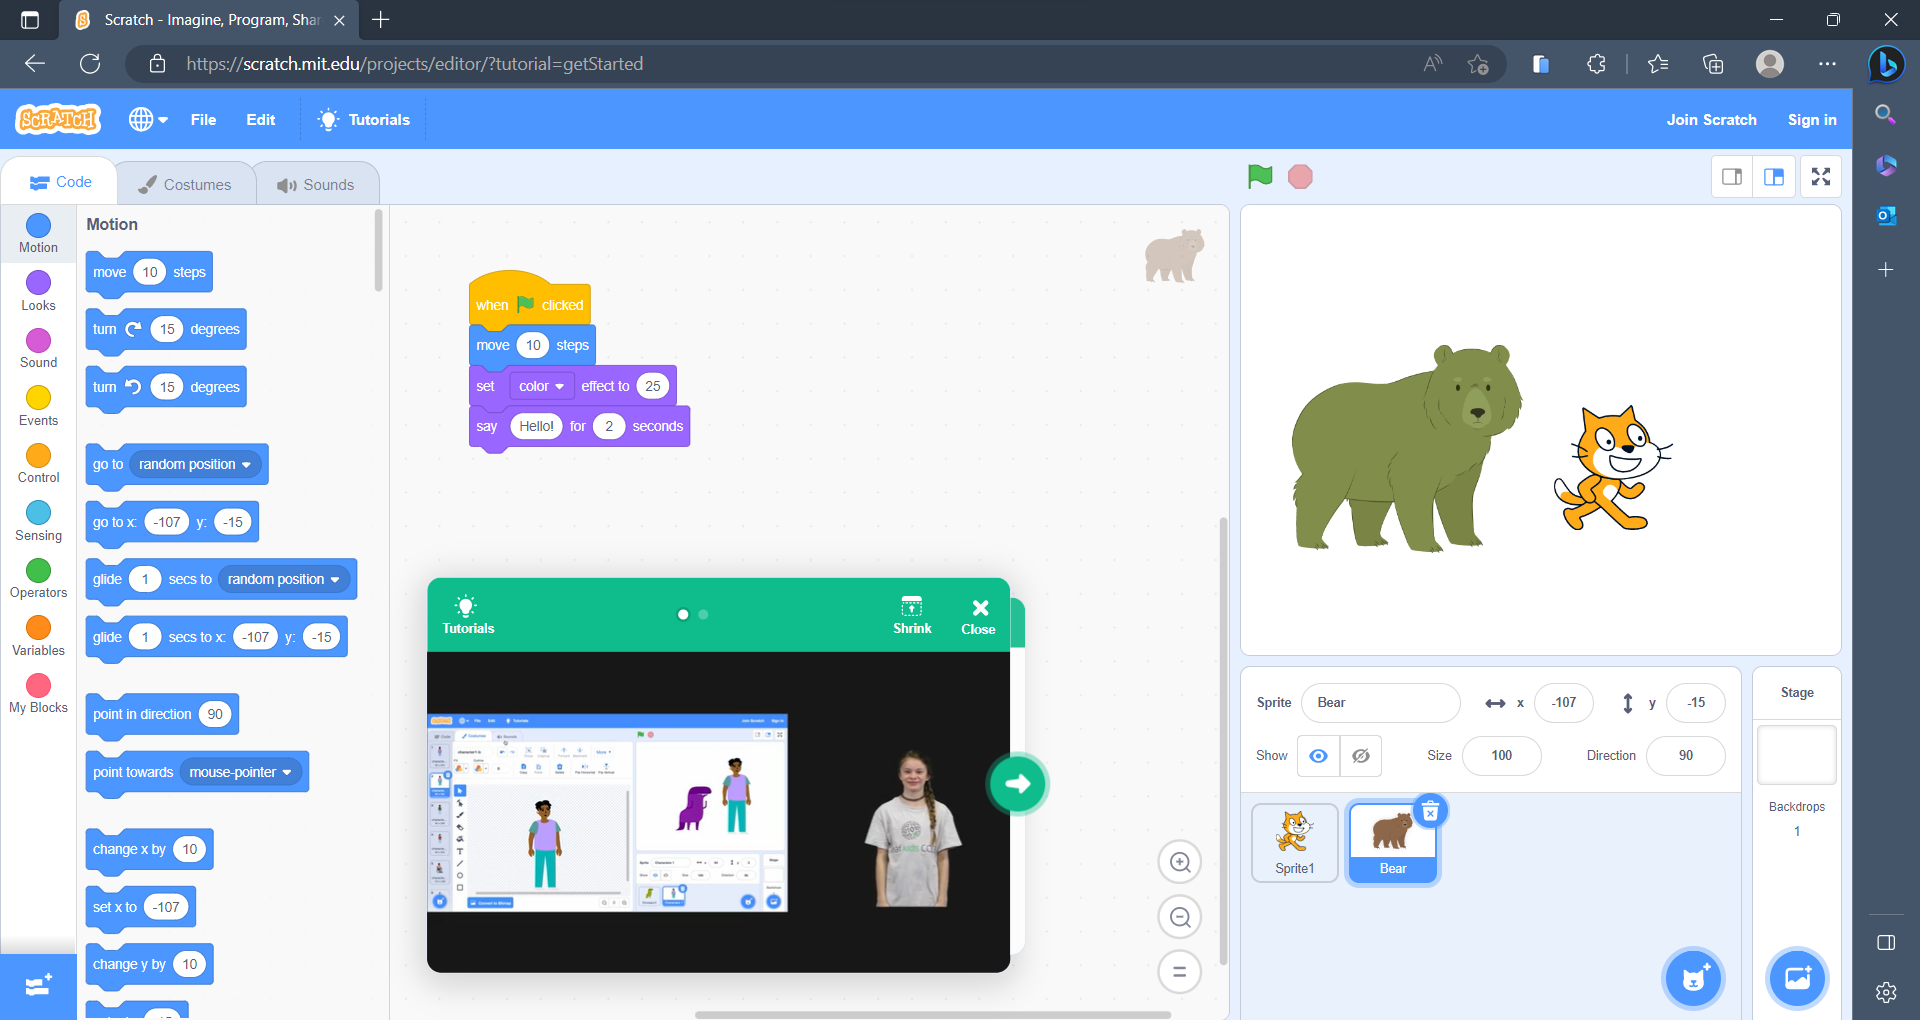 Scratch - Imagine, Program, Sha
https://scratch.mit.edu/projects/editor/?tutorial=getStarted
SCRATCH
File
Edit
Tutorials
Join Scratch
Sign in
Code
Costumes
Sounds
Motion
Looks
Sound
Events
Control
Sensing
Operators
Variables
My Blocks
Motion
move 10 steps
turn 15 degrees
turn 15 degrees
go to random position
go to x: -107 y: -15
glide 1 secs to random position
glide 1 secs to x: -107 y: -15
point in direction 90
point towards mouse-pointer
change x by 10
set x to -107
change y by 10
when clicked
move 10 steps
set color effect to 25
say Hello! for 2 seconds
Tutorials
Shrink
Close
Sprite Bear x -107 y -15
Show Size 100 Direction 90
Sprite1
Bear
Stage
Backdrops
1